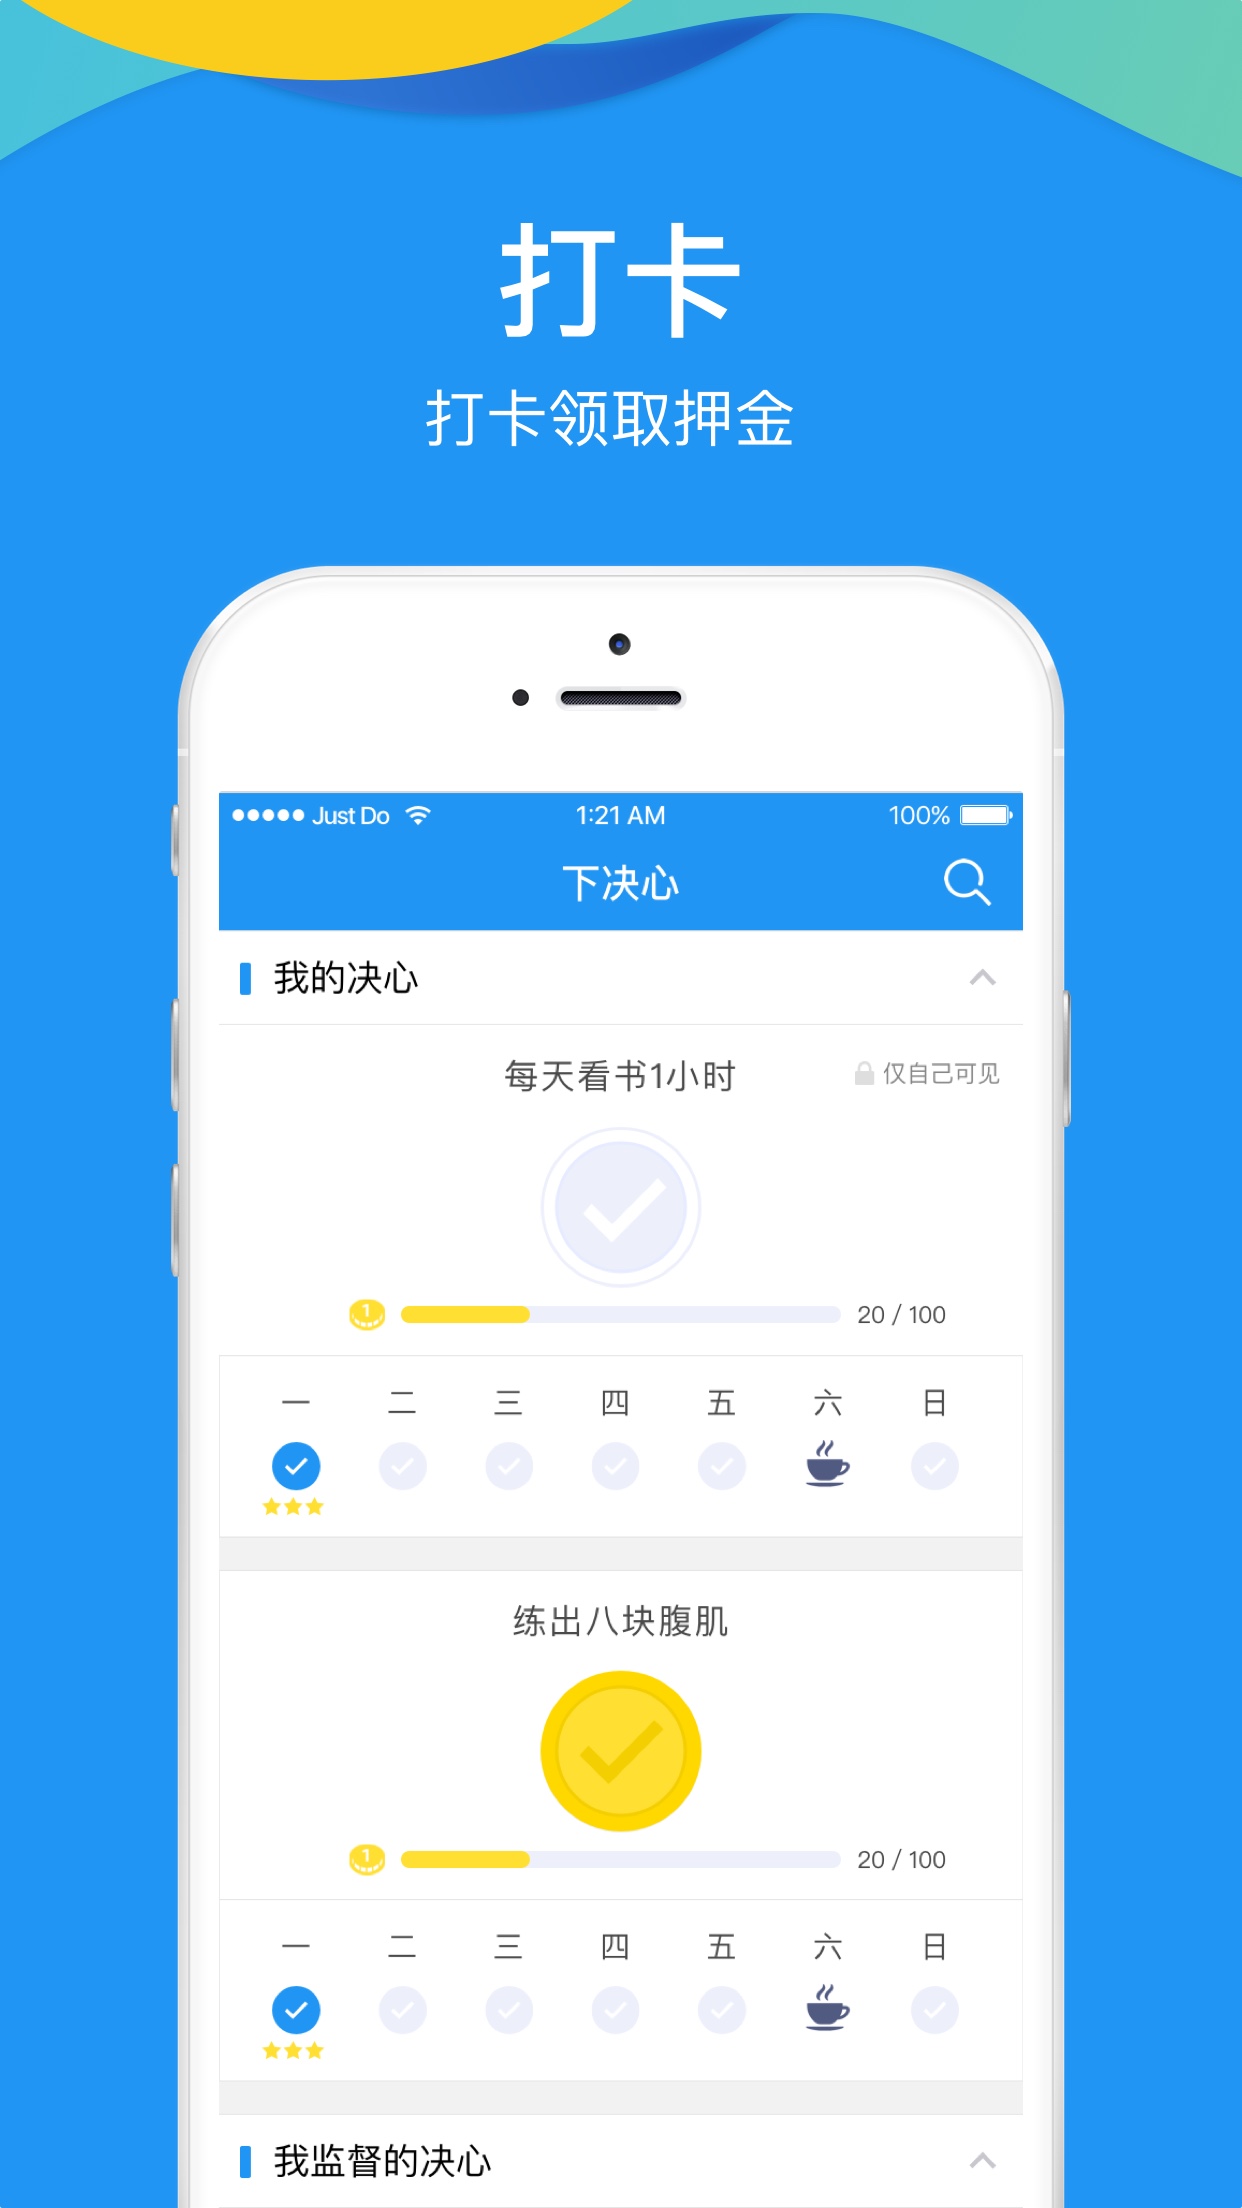 打卡
打卡领取押金
Just Do 1:21 AM 100%
下决心
我的决心
每天看书1小时 仅自己可见
1 20 / 100
一 二 三 四 五 六 日
练出八块腹肌
1 20 / 100
一 二 三 四 五 六 日
我监督的决心